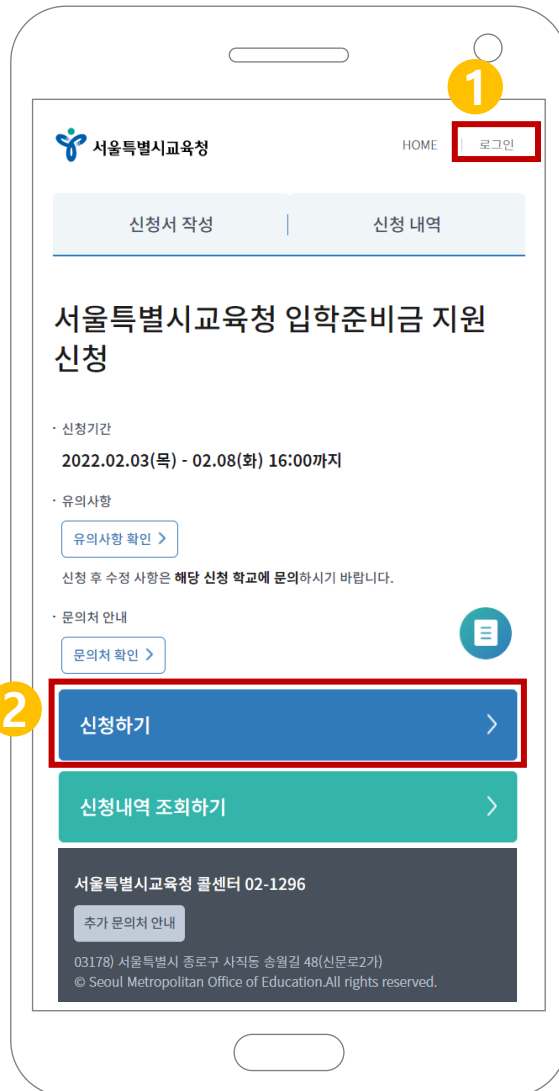 1
서울특별시교육청
HOME | 로그인
신청서 작성 | 신청 내역
서울특별시교육청 입학준비금 지원
신청
· 신청기간
2022.02.03(목) - 02.08(화) 16:00까지
· 유의사항
유의사항 확인 >
신청 후 수정 사항은 해당 신청 학교에 문의하시기 바랍니다.
· 문의처 안내
문의처 확인 >
2
신청하기 >
신청내역 조회하기 >
서울특별시교육청 콜센터 02-1296
추가 문의처 안내
03178) 서울특별시 종로구 사직동 송월길 48(신문로2가)
© Seoul Metropolitan Office of Education.All rights reserved.